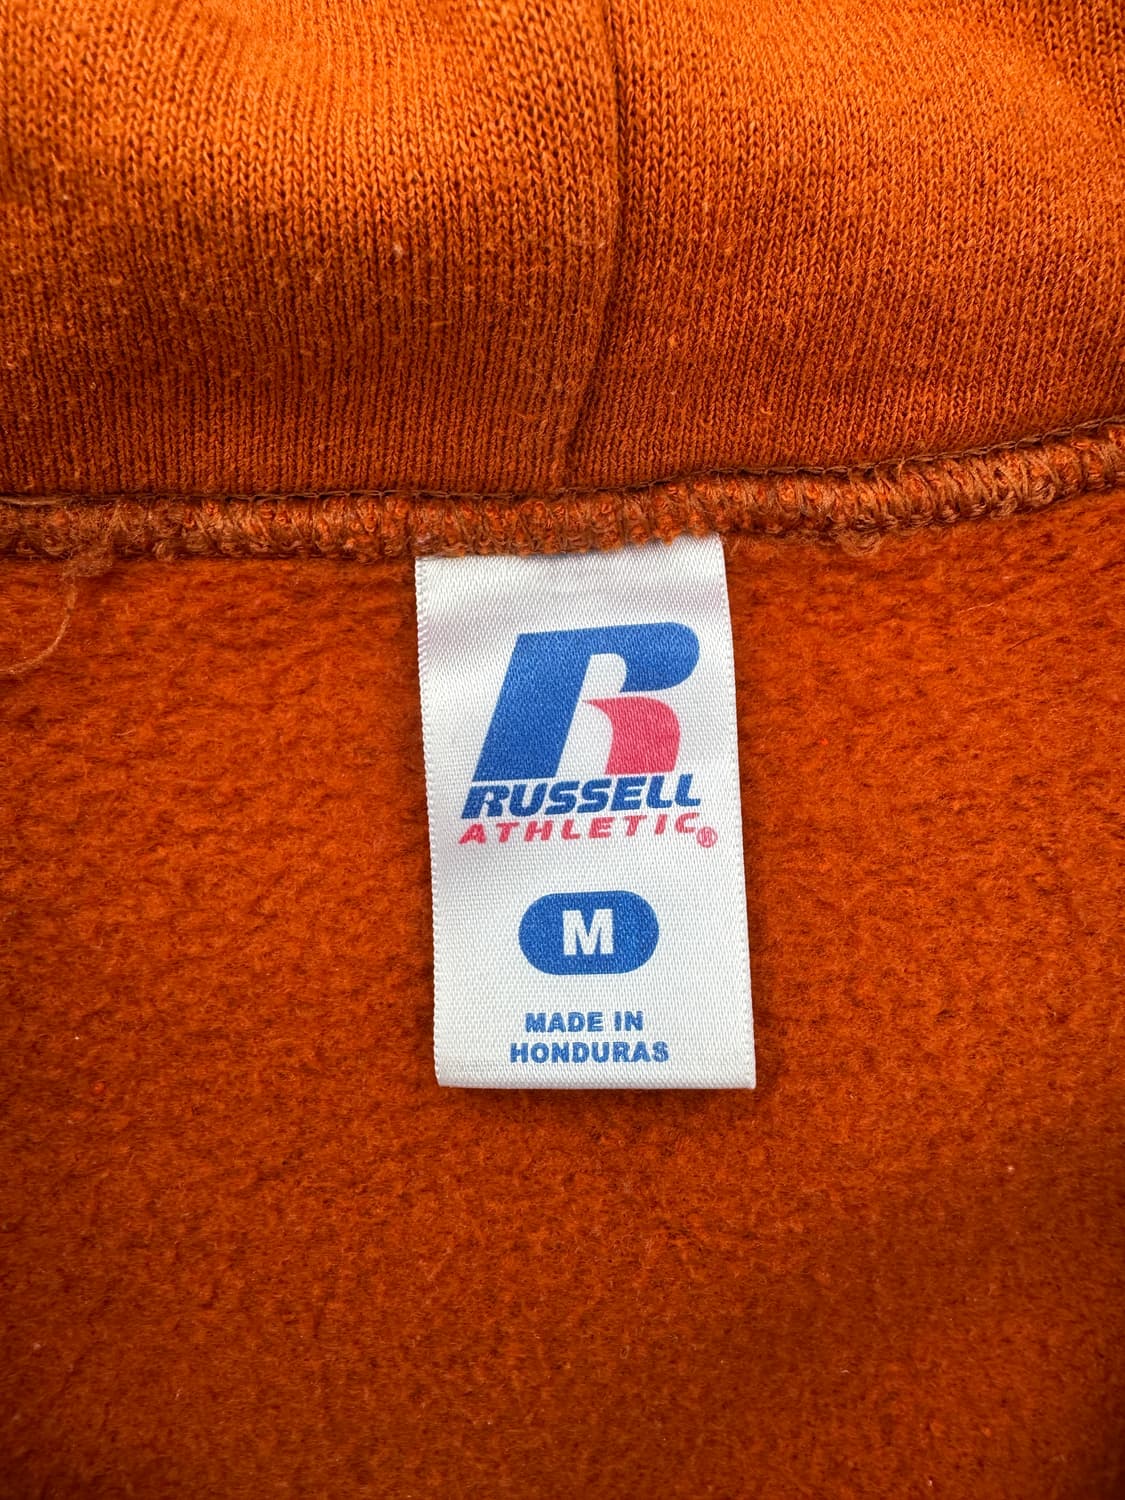 R
RUSSELL
ATHLETIC®
M
MADE IN
HONDURAS